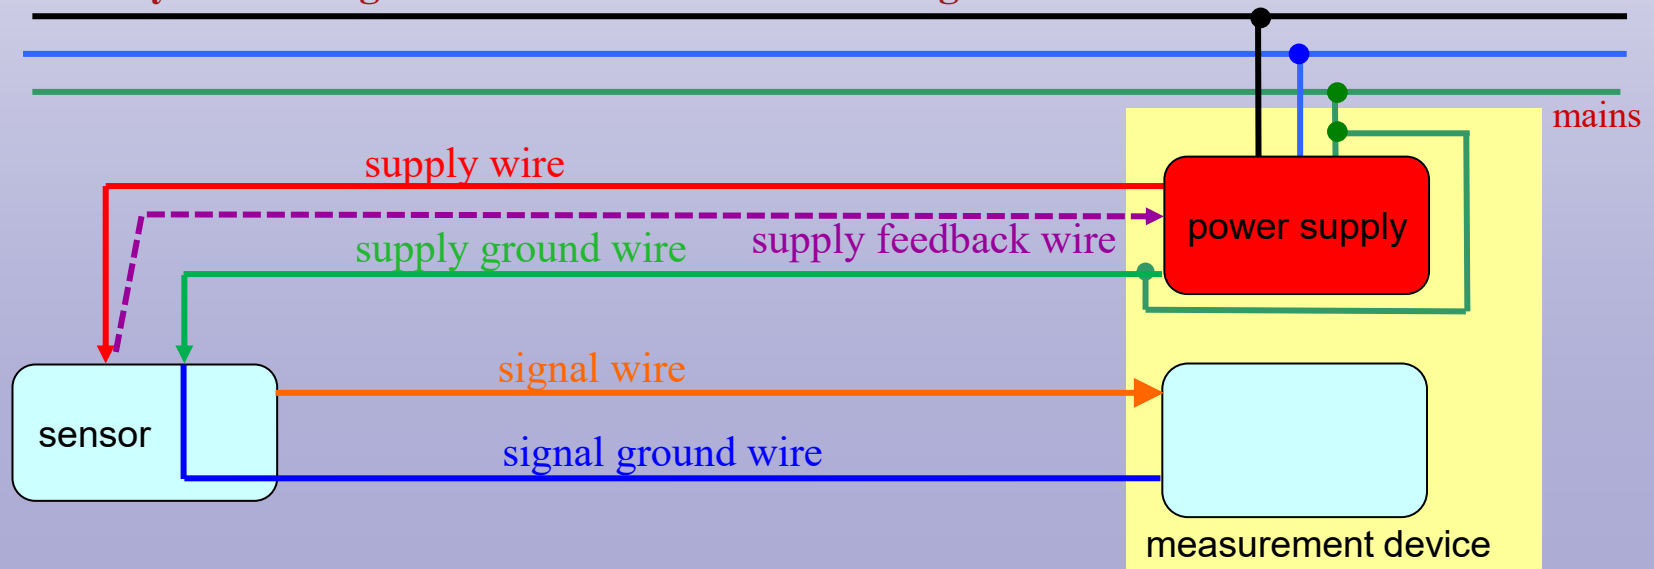 mains
supply wire
supply feedback wire
power supply
supply ground wire
signal wire
sensor
signal ground wire
measurement device